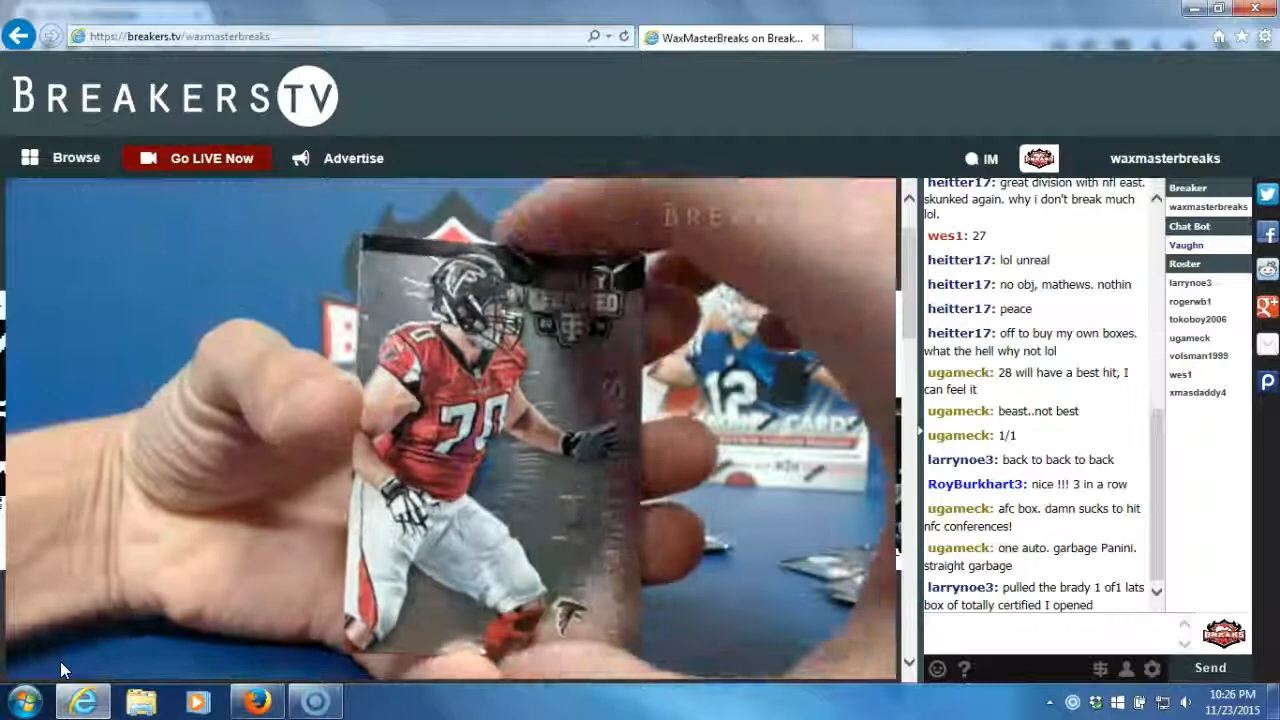 https://breakers.tv/waxmasterbreaks
WaxMasterBreaks on Break...
BREAKERS TV
Browse
Go LIVE Now
Advertise
IM
waxmasterbreaks
heitter17: great division with nfl east.
skunked again. why i don't break much
lol.
wes1: 27
heitter17: lol unreal
heitter17: no obj, mathews. nothin
heitter17: peace
heitter17: off to buy my own boxes.
what the hell why not lol
ugameck: 28 will have a best hit, I
can feel it
ugameck: beast..not best
ugameck: 1/1
larrynoe3: back to back to back
RoyBurkhart3: nice !!! 3 in a row
ugameck: afc box. damn sucks to hit
nfc conferences!
ugameck: one auto. garbage Panini.
straight garbage
larrynoe3: pulled the brady 1 of1 lats
box of totally certified I opened
Breaker
waxmasterbreaks
Chat Bot
Vaughn
Roster
larrynoe3
rogerwb1
tokoboy2006
ugameck
volsman1999
wes1
xmasdaddy4
70
70
12
BREAKS
Send
10:26 PM
11/23/2015